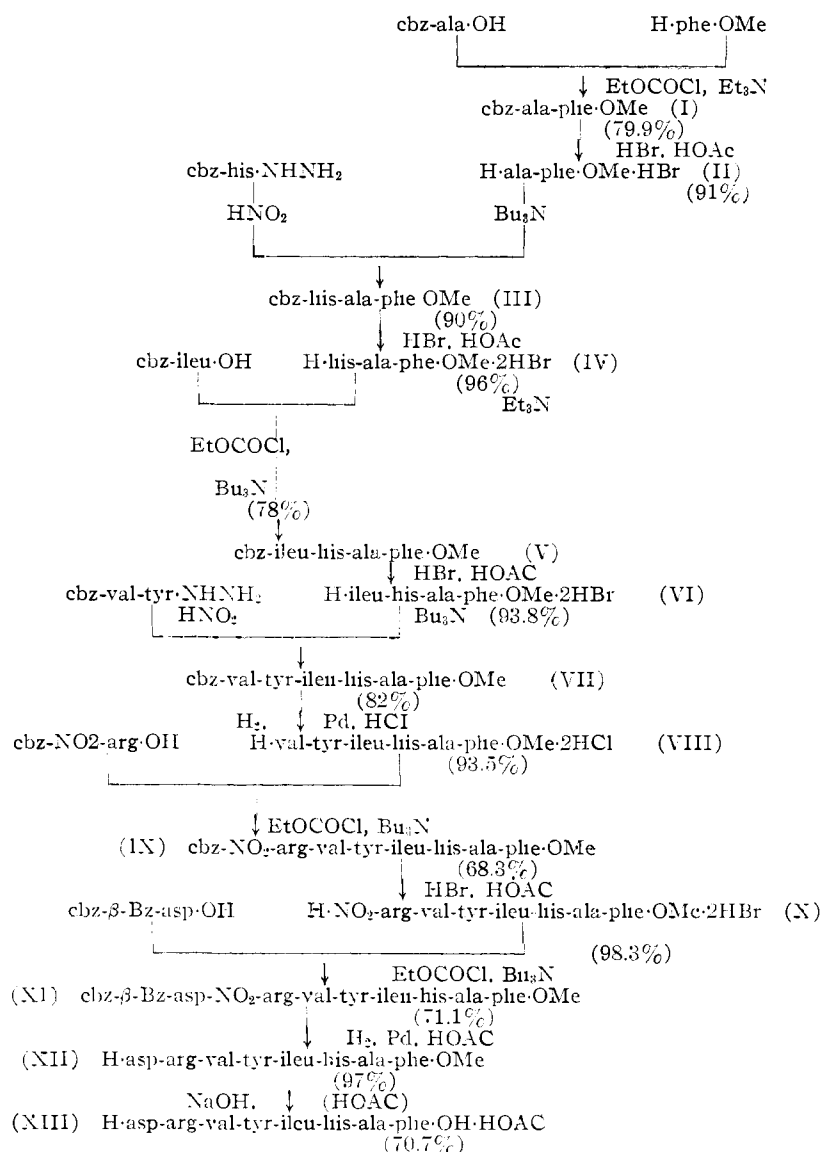 cbz-ala·OH H·phe·OMe
EtOCOCl, Et₃N
cbz-ala-phe·OMe (I)
(79.9%)
HBr, HOAc
cbz-his·NHNH₂ H·ala-phe·OMe·HBr (II)
(91%)
HNO₂ Bu₃N
cbz-his-ala-phe OMe (III)
(90%)
HBr, HOAc
cbz-ileu·OH H·his-ala-phe·OMe·2HBr (IV)
(96%)
Et₃N
EtOCOCl,
Bu₃N
(78%)
cbz-ileu-his-ala-phe·OMe (V)
HBr, HOAC
cbz-val-tyr·NHNH₂ H·ileu-his-ala-phe·OMe·2HBr (VI)
HNO₂ Bu₃N (93.8%)
cbz-val-tyr-ileu-his-ala-phe·OMe (VII)
(82%)
H₂, Pd, HCl
cbz-NO2-arg·OH H·val-tyr-ileu-his-ala-phe·OMe·2HCl (VIII)
(93.5%)
EtOCOCl, Bu₃N
(IX) cbz-NO₂-arg-val-tyr-ileu-his-ala-phe·OMe
(68.3%)
HBr, HOAC
cbz-β-Bz-asp·OH H·NO₂-arg-val-tyr-ileu-his-ala-phe·OMe·2HBr (X)
(98.3%)
EtOCOCl, Bu₃N
(XI) cbz-β-Bz-asp-NO₂-arg-val-tyr-ileu-his-ala-phe·OMe
(71.1%)
H₂, Pd, HOAC
(XII) H·asp-arg-val-tyr-ileu-his-ala-phe·OMe
(97%)
NaOH, (HOAC)
(XIII) H·asp-arg-val-tyr-ileu-his-ala-phe·OH·HOAC
(70.7%)